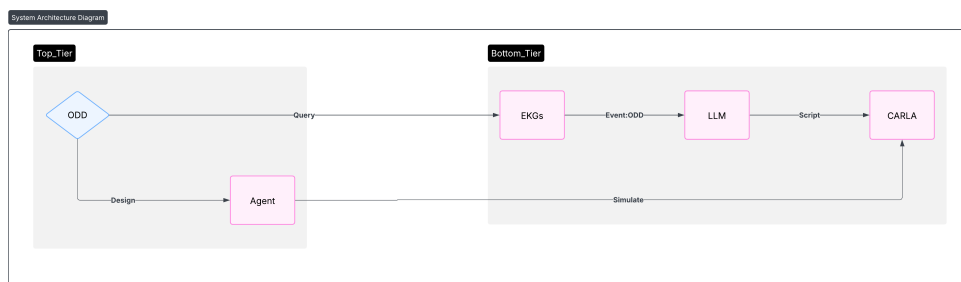 System Architecture Diagram
Top_Tier
Bottom_Tier
ODD
Query
EKGs
Event:ODD
LLM
Script
CARLA
Design
Agent
Simulate